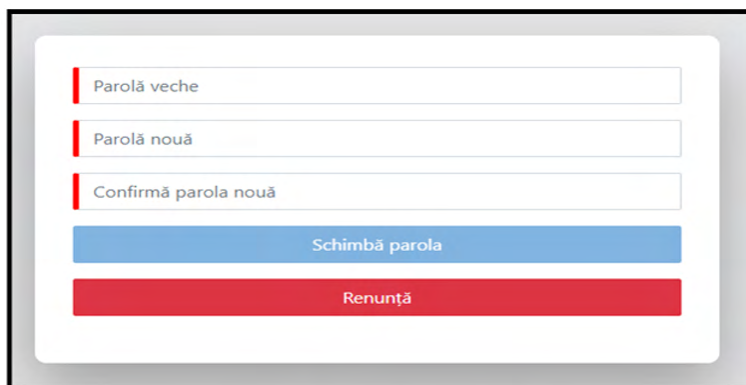 Parolă veche
Parolă nouă
Confirmă parola nouă
Schimbă parola
Renunță